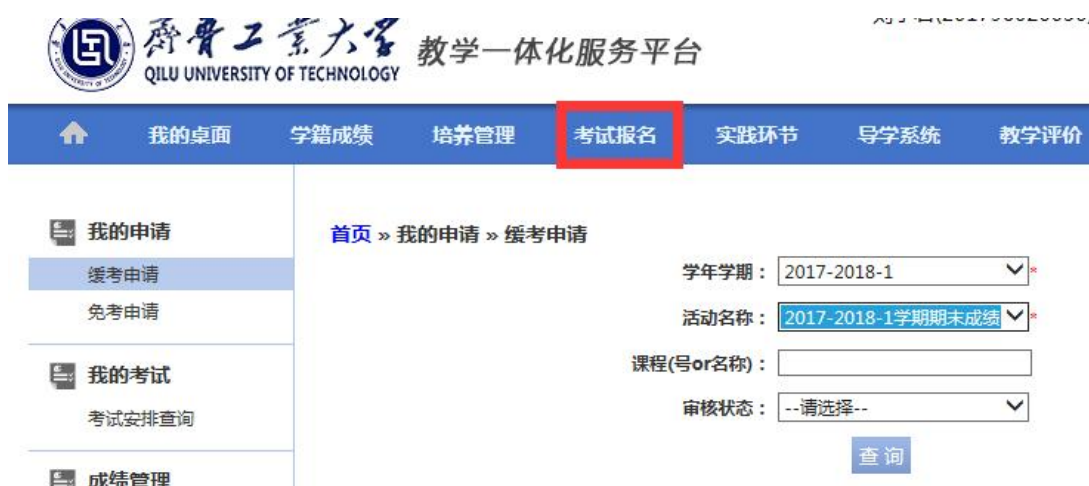 齐鲁工业大学
QILU UNIVERSITY OF TECHNOLOGY
教学一体化服务平台
我的桌面 学籍成绩 培养管理 考试报名 实践环节 导学系统 教学评价
我的申请
缓考申请
免考申请
我的考试
考试安排查询
成绩管理
首页 » 我的申请 » 缓考申请
学年学期： 2017-2018-1 *
活动名称： 2017-2018-1学期期末成绩 *
课程(号or名称)：
审核状态： --请选择--
查 询